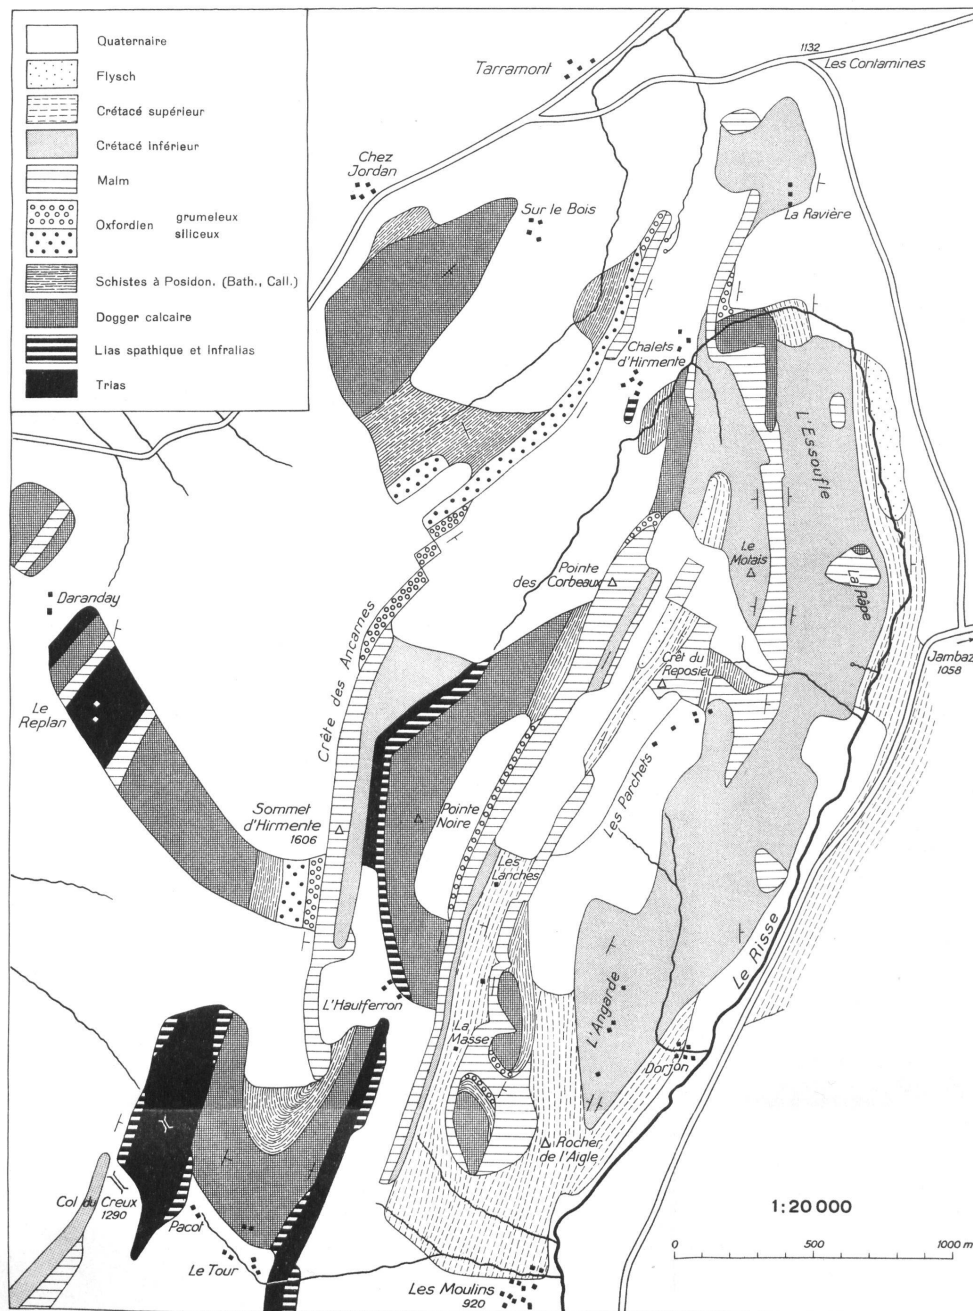 Quaternaire
Flysch
Crétacé supérieur
Crétacé inférieur
Malm
Oxfordien grumeleux
siliceux
Schistes à Posidon. (Bath., Call.)
Dogger calcaire
Lias spathique et Infralias
Trias
1132
Les Contamines
Tarramont
Chez
Jordan
Sur le Bois
La Ravière
Chalets
d'Hirmente
L'Essoufle
Le Molais
Pointe
des Corbeaux
La Râpe
Daranday
Crêt du
Reposieu
Jambaz
1058
Le
Replan
Crête des Ancarnes
Sommet
d'Hirmente
1606
Pointe
Noire
Les Parchets
Les
Lanches
Le Risse
L'Hautferron
L'Angarde
La
Masse
Dorjon
Rocher
de l'Aigle
Col du Creux
1290
Pacot
Le Tour
Les Moulins
920
1:20 000
0 500 1000 m